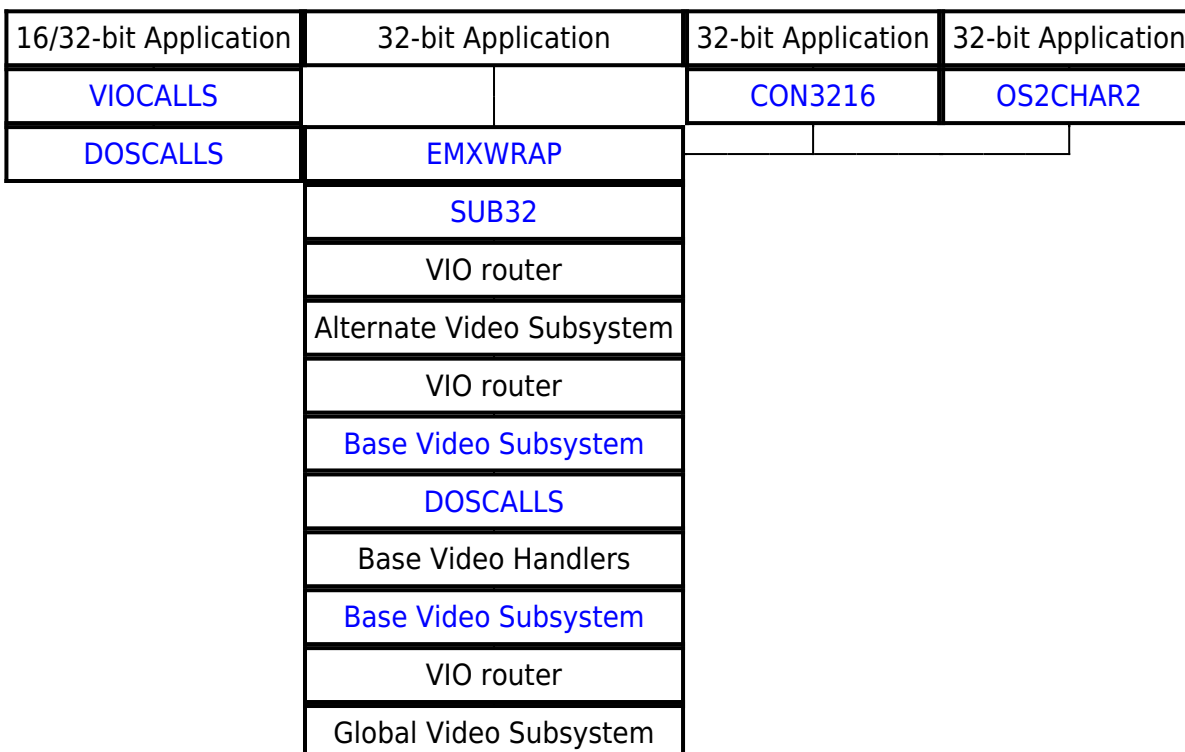 16/32-bit Application 32-bit Application 32-bit Application 32-bit Application
VIOCALLS CON3216 OS2CHAR2
DOSCALLS EMXWRAP
SUB32
VIO router
Alternate Video Subsystem
VIO router
Base Video Subsystem
DOSCALLS
Base Video Handlers
Base Video Subsystem
VIO router
Global Video Subsystem